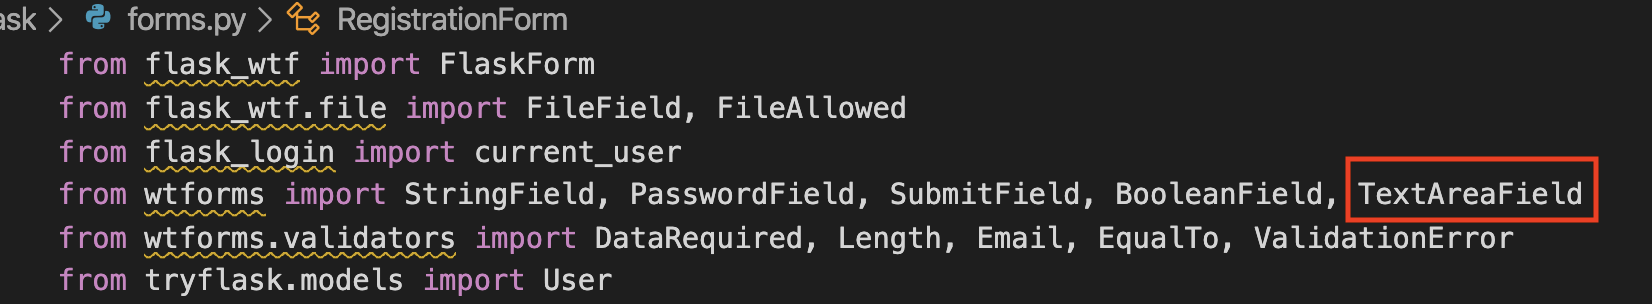 ask > forms.py > RegistrationForm
from flask_wtf import FlaskForm
from flask_wtf.file import FileField, FileAllowed
from flask_login import current_user
from wtforms import StringField, PasswordField, SubmitField, BooleanField, TextAreaField
from wtforms.validators import DataRequired, Length, Email, EqualTo, ValidationError
from tryflask.models import User